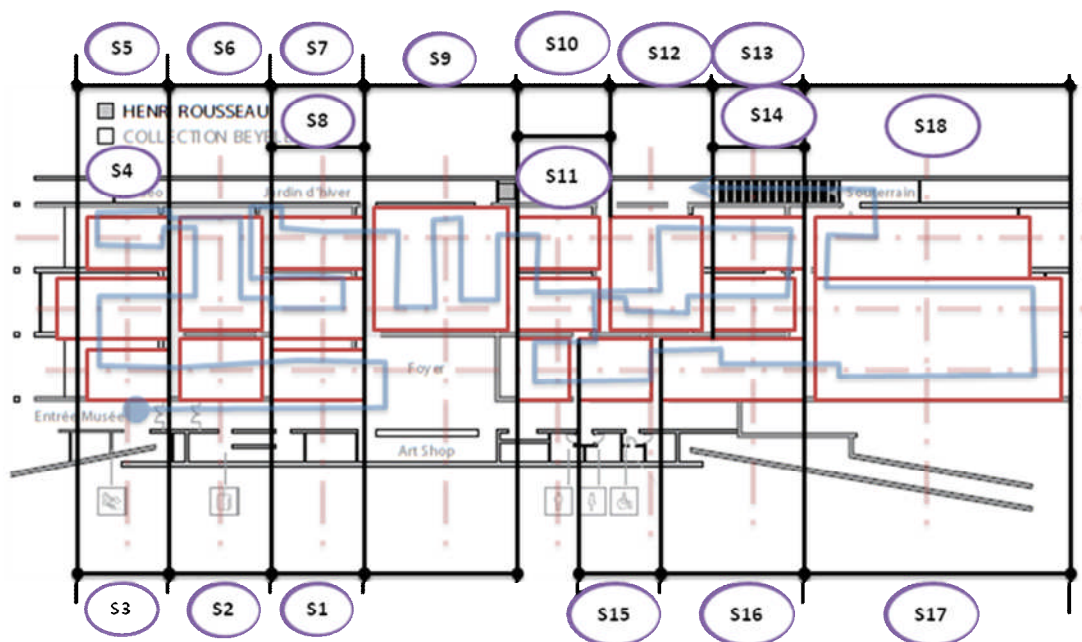 S5 S6 S7 S9 S10 S12 S13
HENRI ROUSSEAU
S8
S14
S18
COLLECTION
S4
S11
Jardin d'hiver
Souterrain
Foyer
Entrée Musée
Art Shop
S3 S2 S1 S15 S16 S17